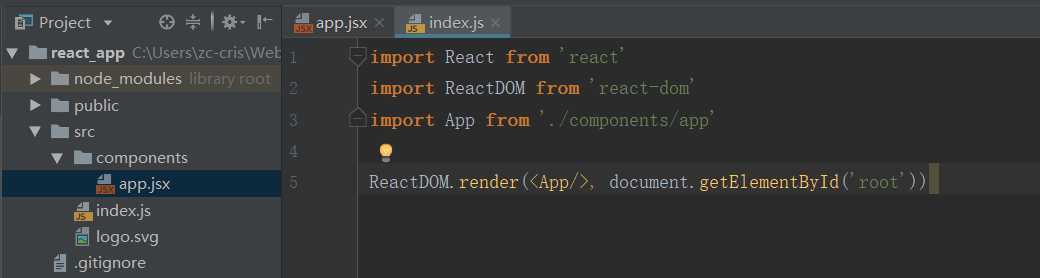 Project
app.jsx
index.js
react_app C:\Users\zc-cris\Web
node_modules library root
public
src
components
app.jsx
index.js
logo.svg
.gitignore
1 import React from 'react'
2 import ReactDOM from 'react-dom'
3 import App from './components/app'
4
5 ReactDOM.render(<App/>, document.getElementById('root'))